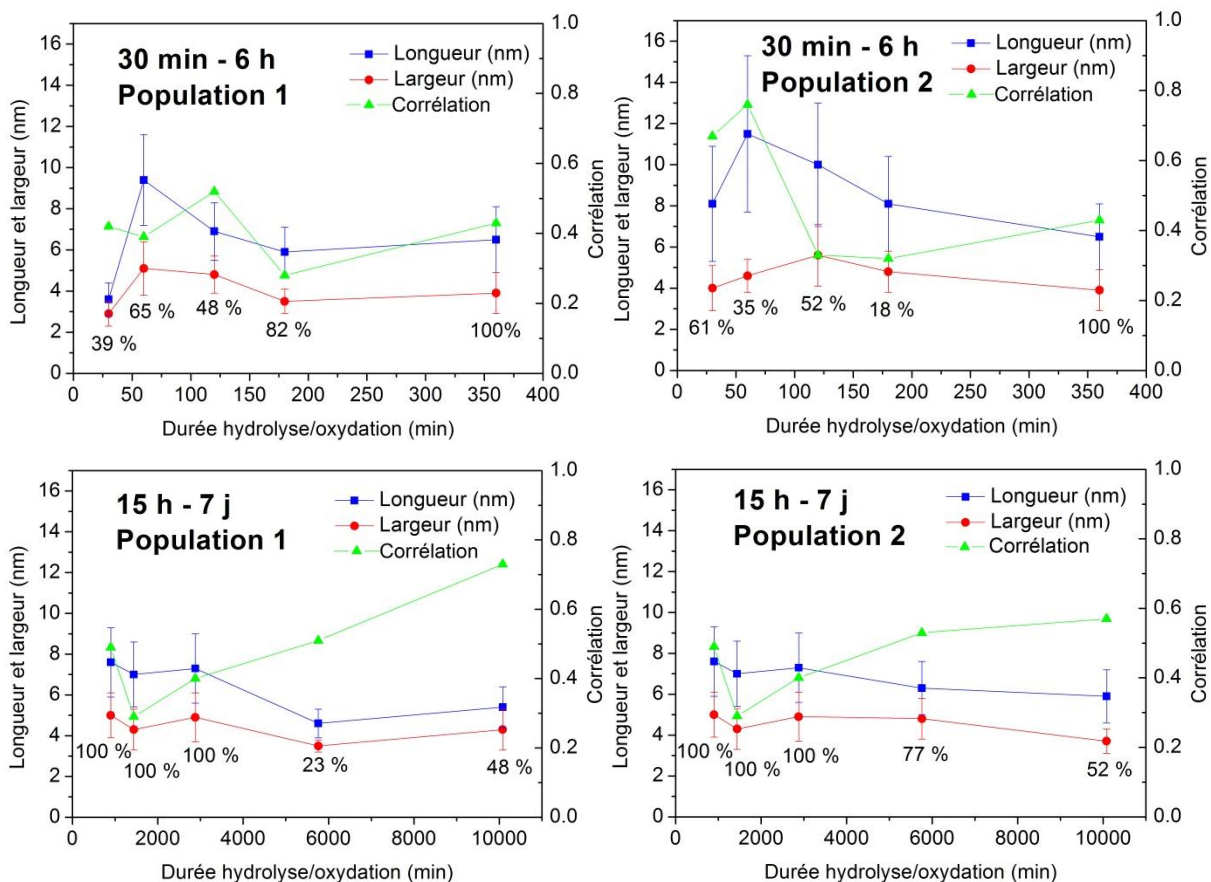 30 min - 6 h
Population 1
Longueur (nm)
Largeur (nm)
Corrélation
Longueur et largeur (nm)
16
14
12
10
8
6
4
2
0
1.0
0.8
0.6
0.4
0.2
0.0
Corrélation
39 %
65 %
48 %
82 %
100%
0 50 100 150 200 250 300 350 400
Durée hydrolyse/oxydation (min)
30 min - 6 h
Population 2
Longueur (nm)
Largeur (nm)
Corrélation
Longueur et largeur (nm)
16
14
12
10
8
6
4
2
0
1.0
0.8
0.6
0.4
0.2
0.0
Corrélation
61 %
35 %
52 %
18 %
100 %
0 50 100 150 200 250 300 350 400
Durée hydrolyse/oxydation (min)
15 h - 7 j
Population 1
Longueur (nm)
Largeur (nm)
Corrélation
Longueur et largeur (nm)
16
14
12
10
8
6
4
2
0
1.0
0.8
0.6
0.4
0.2
0.0
Corrélation
100 %
100 %
100 %
23 %
48 %
0 2000 4000 6000 8000 10000
Durée hydrolyse/oxydation (min)
15 h - 7 j
Population 2
Longueur (nm)
Largeur (nm)
Corrélation
Longueur et largeur (nm)
16
14
12
10
8
6
4
2
0
1.0
0.8
0.6
0.4
0.2
0.0
Corrélation
100 %
100 %
100 %
77 %
52 %
0 2000 4000 6000 8000 10000
Durée hydrolyse/oxydation (min)